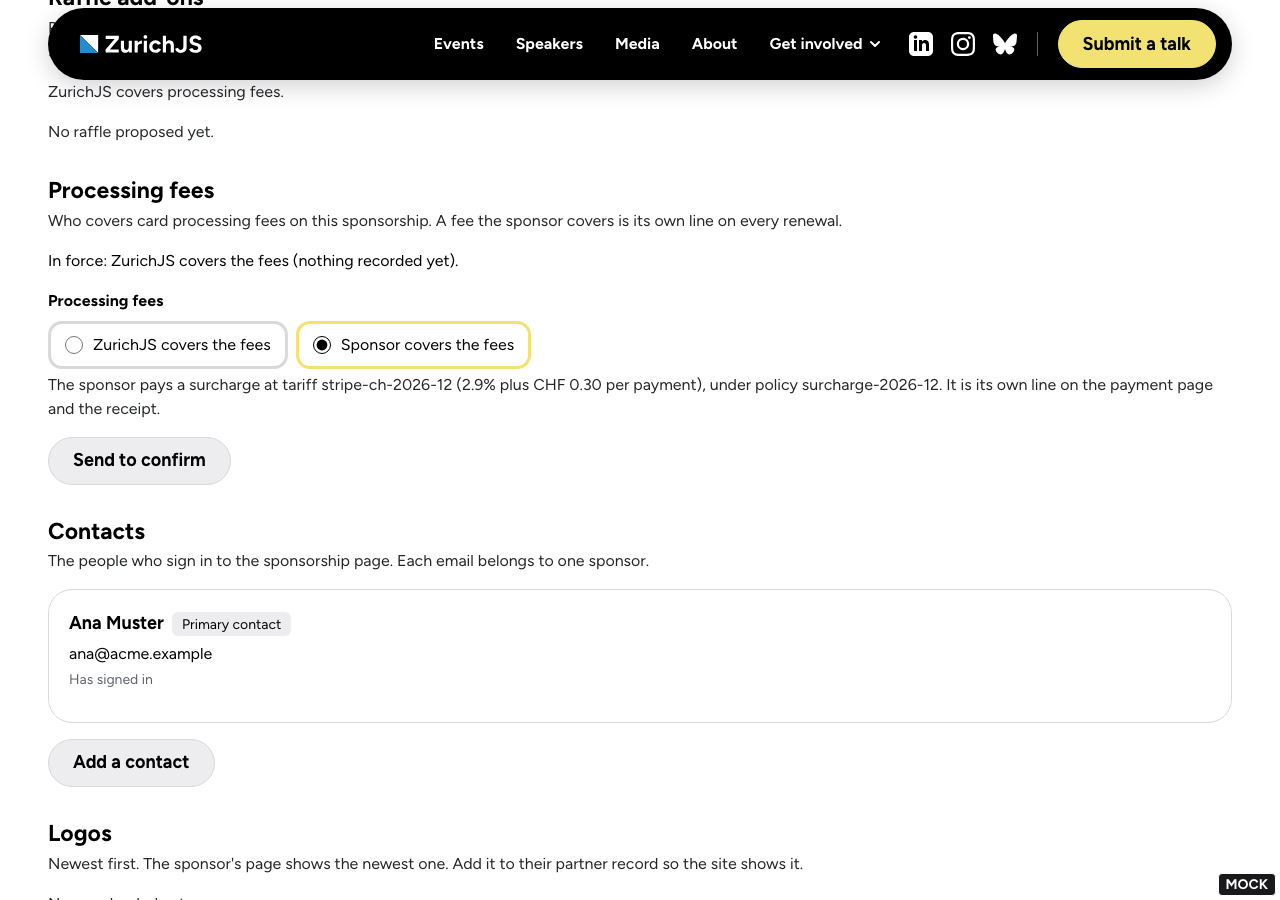 ZurichJS
Events
Speakers
Media
About
Get involved
Submit a talk
ZurichJS covers processing fees.
No raffle proposed yet.
Processing fees
Who covers card processing fees on this sponsorship. A fee the sponsor covers is its own line on every renewal.
In force: ZurichJS covers the fees (nothing recorded yet).
Processing fees
ZurichJS covers the fees
Sponsor covers the fees
The sponsor pays a surcharge at tariff stripe-ch-2026-12 (2.9% plus CHF 0.30 per payment), under policy surcharge-2026-12. It is its own line on the payment page
and the receipt.
Send to confirm
Contacts
The people who sign in to the sponsorship page. Each email belongs to one sponsor.
Ana Muster
Primary contact
ana@acme.example
Has signed in
Add a contact
Logos
Newest first. The sponsor's page shows the newest one. Add it to their partner record so the site shows it.
MOCK